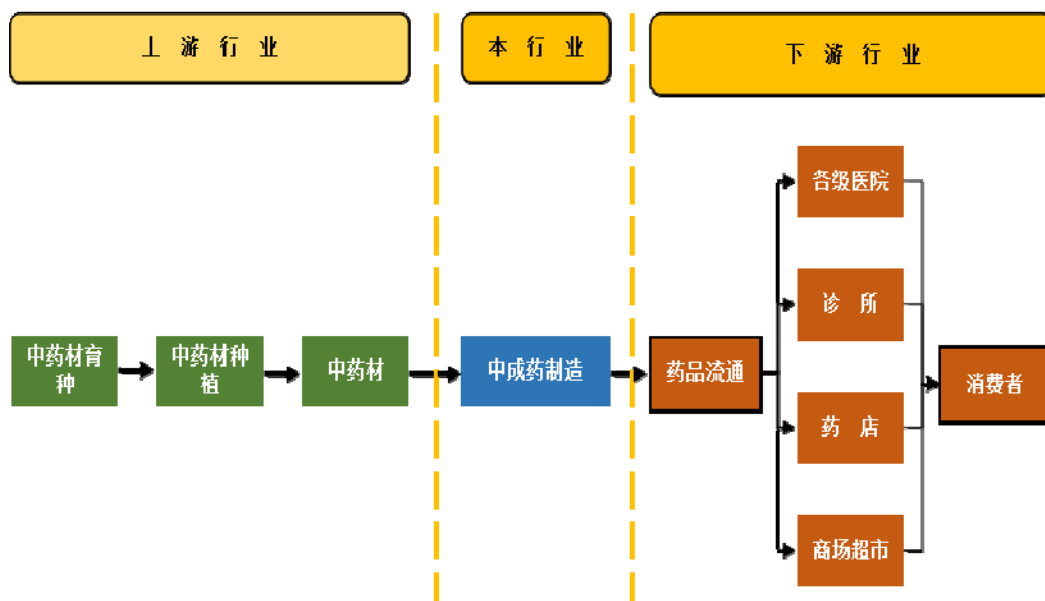 上 游 行 业
本 行 业
下 游 行 业
中药材育
种
中药材种
植
中药材
中成药制造
药品流通
各级医院
诊 所
药 店
商场超市
消费者